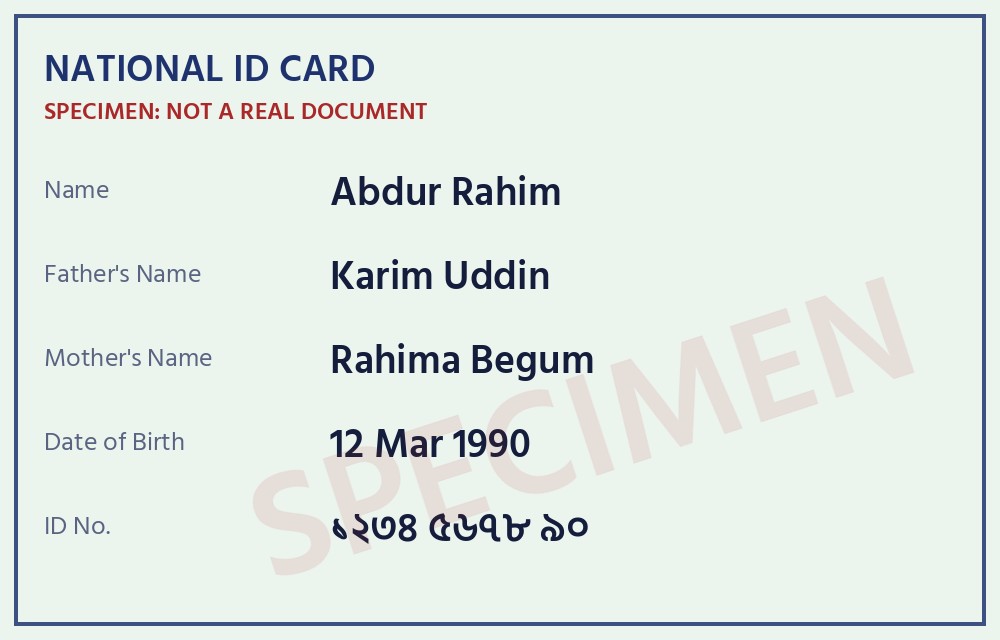 NATIONAL ID CARD
SPECIMEN: NOT A REAL DOCUMENT
Name Abdur Rahim
Father's Name Karim Uddin
Mother's Name Rahima Begum
Date of Birth 12 Mar 1990
ID No. ১২৩৪ ৫৬৭৮ ৯০
SPECIMEN